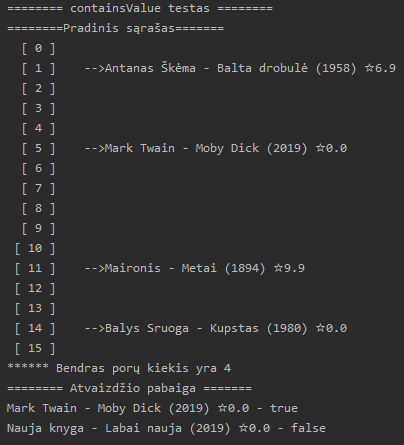 ======== containsValue testas ========
========Pradinis sąrašas=======
[ 0 ]
[ 1 ]    -->Antanas Škėma - Balta drobulė (1958) ☆6.9
[ 2 ]
[ 3 ]
[ 4 ]
[ 5 ]    -->Mark Twain - Moby Dick (2019) ☆0.0
[ 6 ]
[ 7 ]
[ 8 ]
[ 9 ]
[ 10 ]
[ 11 ]    -->Maironis - Metai (1894) ☆9.9
[ 12 ]
[ 13 ]
[ 14 ]    -->Balys Sruoga - Kupstas (1980) ☆0.0
[ 15 ]
****** Bendras porų kiekis yra 4
======== Atvaizdžio pabaiga =======
Mark Twain - Moby Dick (2019) ☆0.0 - true
Nauja knyga - Labai nauja (2019) ☆0.0 - false